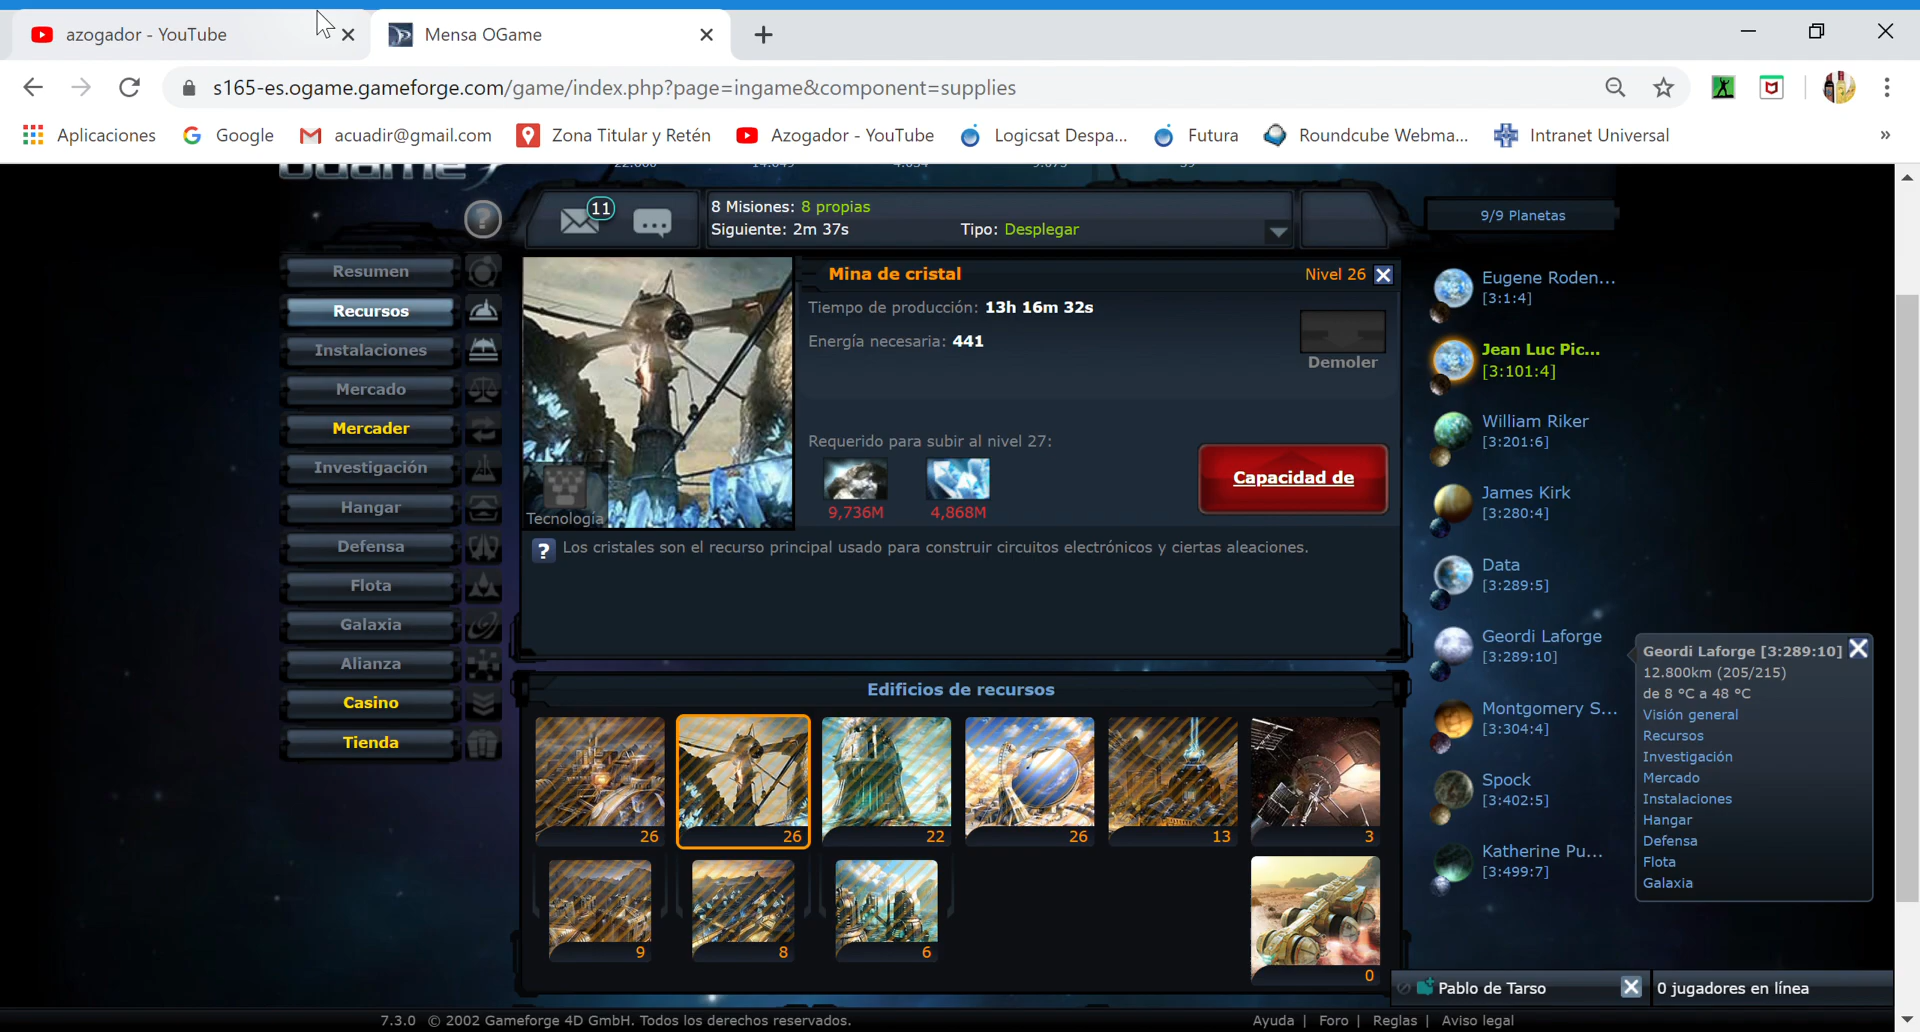 azogador - YouTube
Mensa OGame
s165-es.ogame.gameforge.com/game/index.php?page=ingame&component=supplies
Aplicaciones
Google
acuadir@gmail.com
Zona Titular y Retén
Azogador - YouTube
Logicsat Despa...
Futura
Roundcube Webma...
Intranet Universal
»
11
8 Misiones: 8 propias
Siguiente: 2m 37s
Tipo: Desplegar
9/9 Planetas
Resumen
Recursos
Instalaciones
Mercado
Mercader
Investigación
Hangar
Defensa
Flota
Galaxia
Alianza
Casino
Tienda
Mina de cristal
Nivel 26
Tiempo de producción: 13h 16m 32s
Energía necesaria: 441
Demoler
Requerido para subir al nivel 27:
9,736M
4,868M
Capacidad de
Tecnología
? Los cristales son el recurso principal usado para construir circuitos electrónicos y ciertas aleaciones.
Edificios de recursos
26
26
22
26
13
3
9
8
6
0
Eugene Roden...
[3:1:4]
Jean Luc Pic...
[3:101:4]
William Riker
[3:201:6]
James Kirk
[3:280:4]
Data
[3:289:5]
Geordi Laforge
[3:289:10]
Montgomery S...
[3:304:4]
Spock
[3:402:5]
Katherine Pu...
[3:499:7]
Geordi Laforge [3:289:10]
12.800km (205/215)
de 8 °C a 48 °C
Visión general
Recursos
Investigación
Mercado
Instalaciones
Hangar
Defensa
Flota
Galaxia
Pablo de Tarso
0 jugadores en línea
7.3.0 © 2002 Gameforge 4D GmbH. Todos los derechos reservados.
Ayuda | Foro | Reglas | Aviso legal